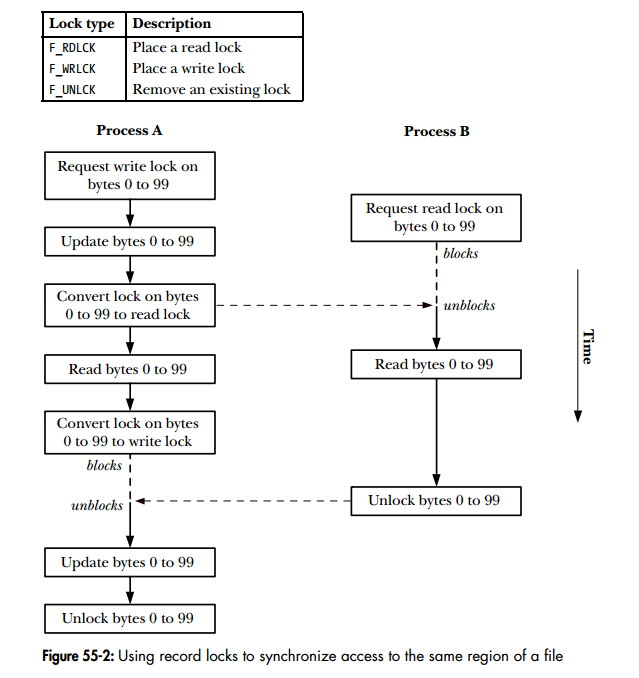 Lock type Description
F_RDLCK Place a read lock
F_WRLCK Place a write lock
F_UNLCK Remove an existing lock
Process A
Process B
Request write lock on
bytes 0 to 99
Request read lock on
bytes 0 to 99
Update bytes 0 to 99
blocks
Convert lock on bytes
0 to 99 to read lock
unblocks
Time
Read bytes 0 to 99
Read bytes 0 to 99
Convert lock on bytes
0 to 99 to write lock
blocks
unblocks
Unlock bytes 0 to 99
Update bytes 0 to 99
Unlock bytes 0 to 99
Figure 55-2: Using record locks to synchronize access to the same region of a file